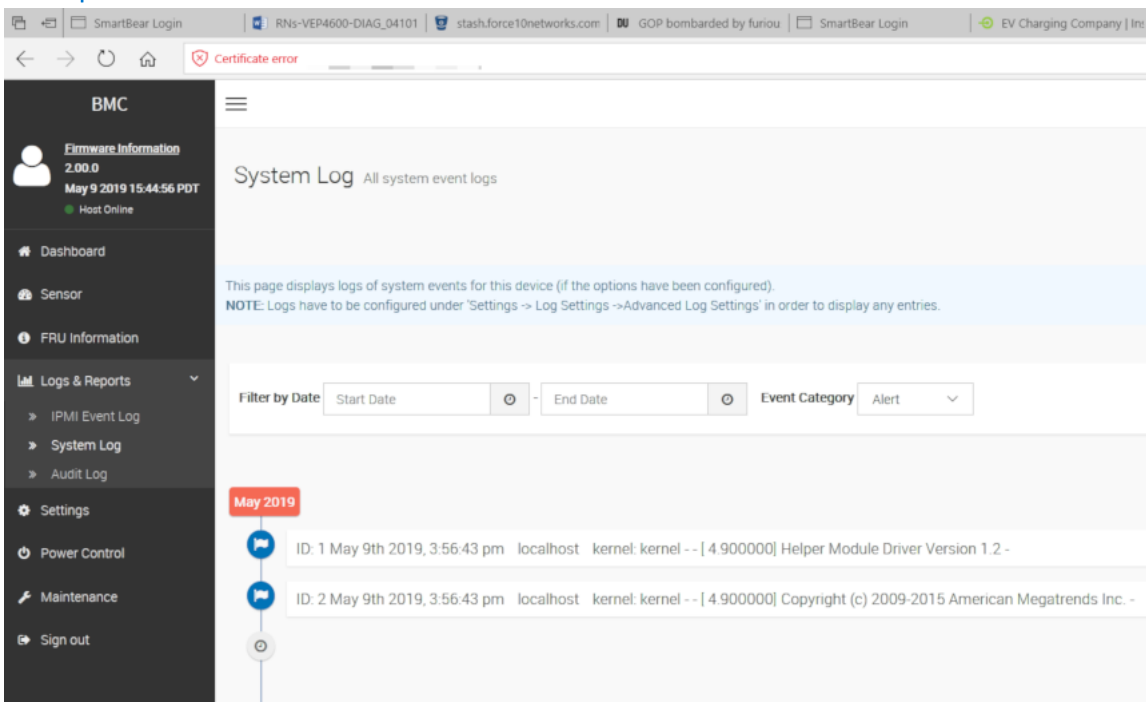 SmartBear Login
RNs-VEP4600-DIAG_04101
stash.force10networks.com
DU GOP bombarded by furiou
SmartBear Login
EV Charging Company | Ins
Certificate error
BMC
Firmware Information
2.00.0
May 9 2019 15:44:56 PDT
Host Online
Dashboard
Sensor
FRU Information
Logs & Reports
IPMI Event Log
System Log
Audit Log
Settings
Power Control
Maintenance
Sign out
System Log All system event logs
This page displays logs of system events for this device (if the options have been configured).
NOTE: Logs have to be configured under 'Settings -> Log Settings ->Advanced Log Settings' in order to display any entries.
Filter by Date Start Date - End Date Event Category Alert
May 2019
ID: 1 May 9th 2019, 3:56:43 pm localhost kernel: kernel - - [ 4.900000] Helper Module Driver Version 1.2 -
ID: 2 May 9th 2019, 3:56:43 pm localhost kernel: kernel - - [ 4.900000] Copyright (c) 2009-2015 American Megatrends Inc. -